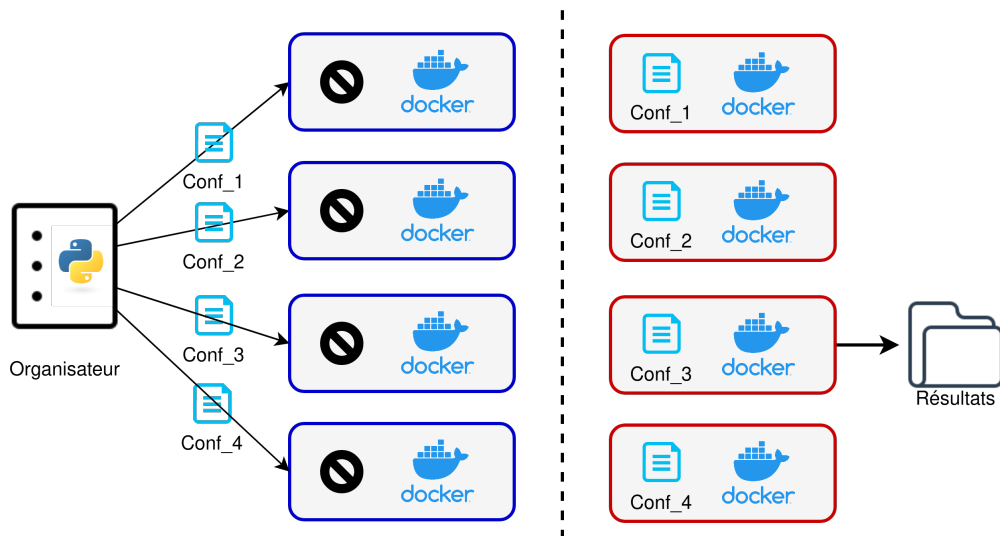 docker
docker
docker
docker
Conf_1
Conf_2
Conf_3
Conf_4
Organisateur
Conf_1
docker
Conf_2
docker
Conf_3
docker
Conf_4
docker
Résultats